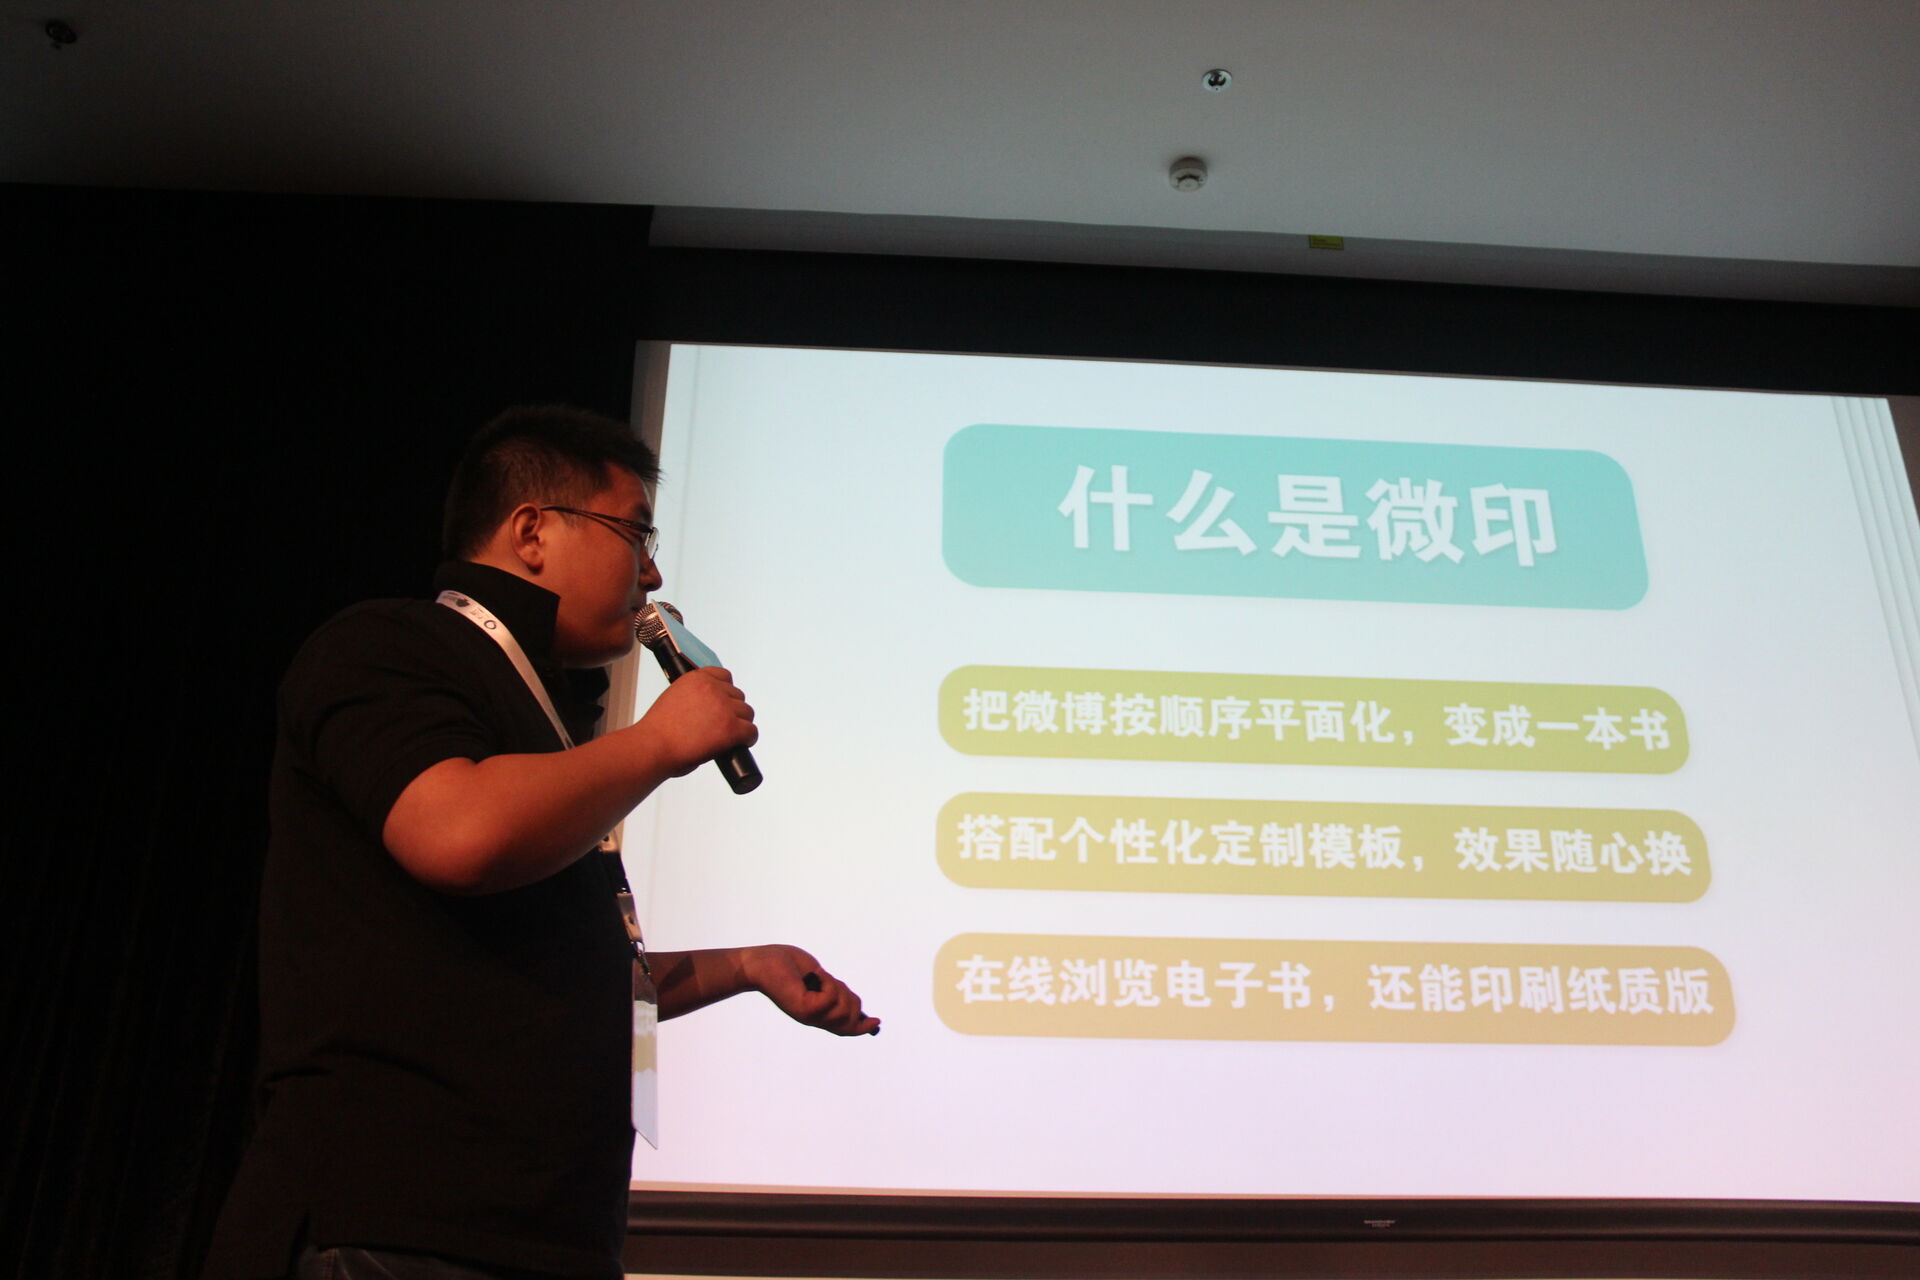 什么是微印
把微博按顺序平面化，变成一本书
搭配个性化定制模板，效果随心换
在线浏览电子书，还能印刷纸质版